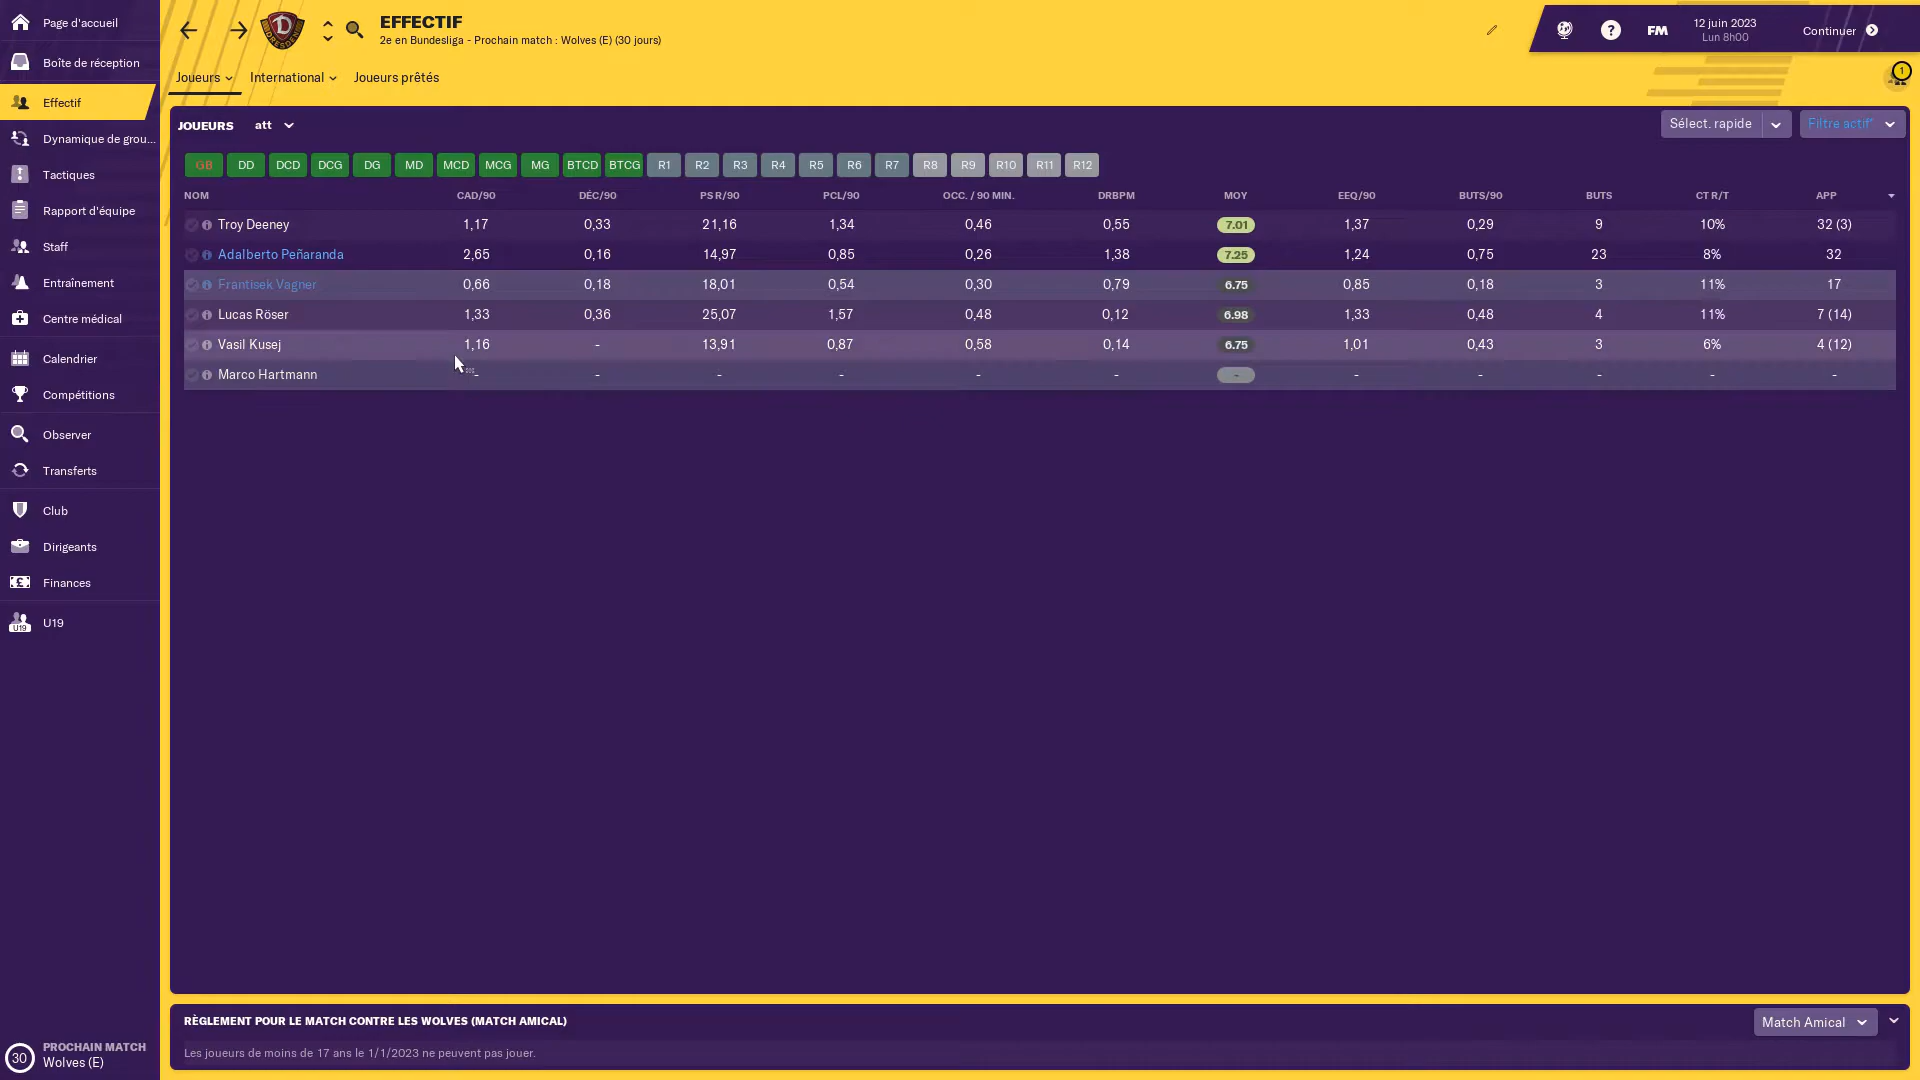 Page d'accueil
Boîte de réception
Effectif
Dynamique de grou...
Tactiques
Rapport d'équipe
Staff
Entraînement
Centre médical
Calendrier
Compétitions
Observer
Transferts
Club
Dirigeants
Finances
U19
U19
30 PROCHAIN MATCH
Wolves (E)
EFFECTIF
2e en Bundesliga - Prochain match : Wolves (E) (30 jours)
FM
12 juin 2023
Lun 8h00
Continuer
Joueurs International Joueurs prêtés
1
JOUEURS att Sélect. rapide Filtre actif*
GB DD DCD DCG DG MD MCD MCG MG BTCD BTCG R1 R2 R3 R4 R5 R6 R7 R8 R9 R10 R11 R12
NOM CAD/90 DÉC/90 PS R/90 PCL/90 OCC. / 90 MIN. DRBPM MOY EEQ/90 BUTS/90 BUTS CT R/T APP
Troy Deeney 1,17 0,33 21,16 1,34 0,46 0,55 7.01 1,37 0,29 9 10% 32 (3)
Adalberto Peñaranda 2,65 0,16 14,97 0,85 0,26 1,38 7.25 1,24 0,75 23 8% 32
Frantisek Vagner 0,66 0,18 18,01 0,54 0,30 0,79 6.75 0,85 0,18 3 11% 17
Lucas Röser 1,33 0,36 25,07 1,57 0,48 0,12 6.98 1,33 0,48 4 11% 7 (14)
Vasil Kusej 1,16 - 13,91 0,87 0,58 0,14 6.75 1,01 0,43 3 6% 4 (12)
Marco Hartmann - - - - - - - - - - - -
RÈGLEMENT POUR LE MATCH CONTRE LES WOLVES (MATCH AMICAL) Match Amical
Les joueurs de moins de 17 ans le 1/1/2023 ne peuvent pas jouer.